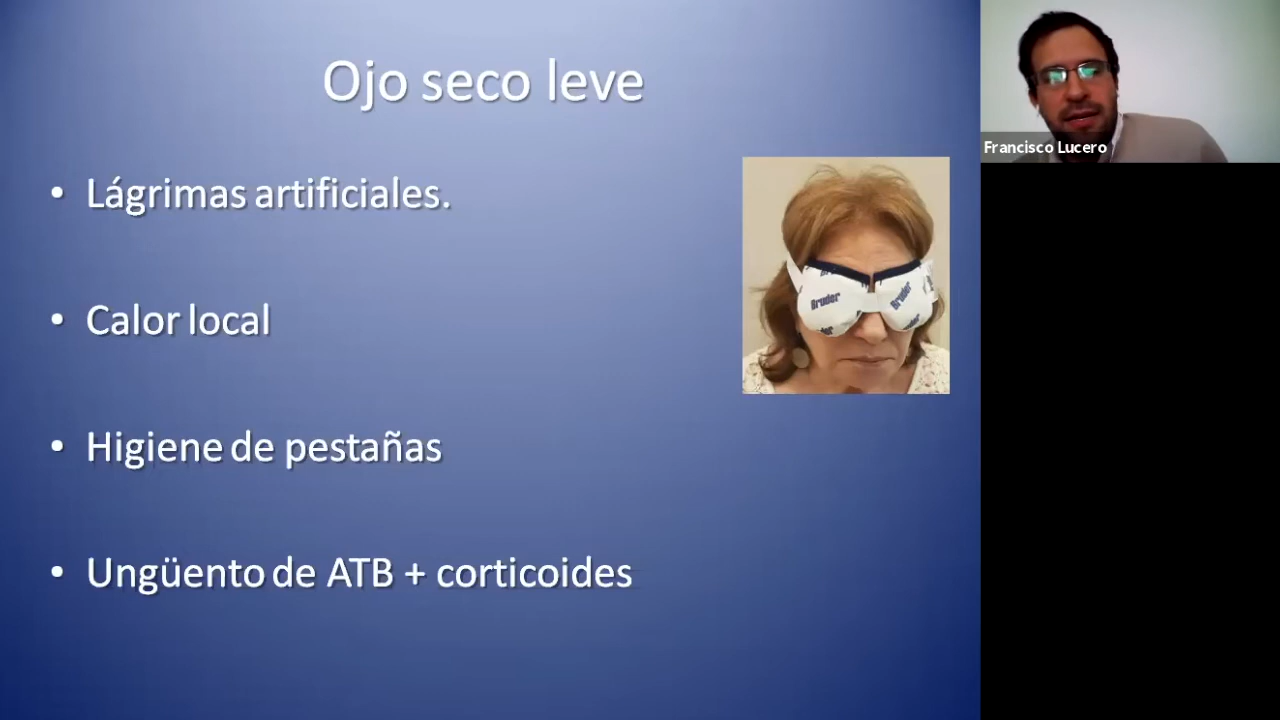 Ojo seco leve
Francisco Lucero
• Lágrimas artificiales.
Bruder
Bruder
• Calor local
• Higiene de pestañas
• Ungüento de ATB + corticoides